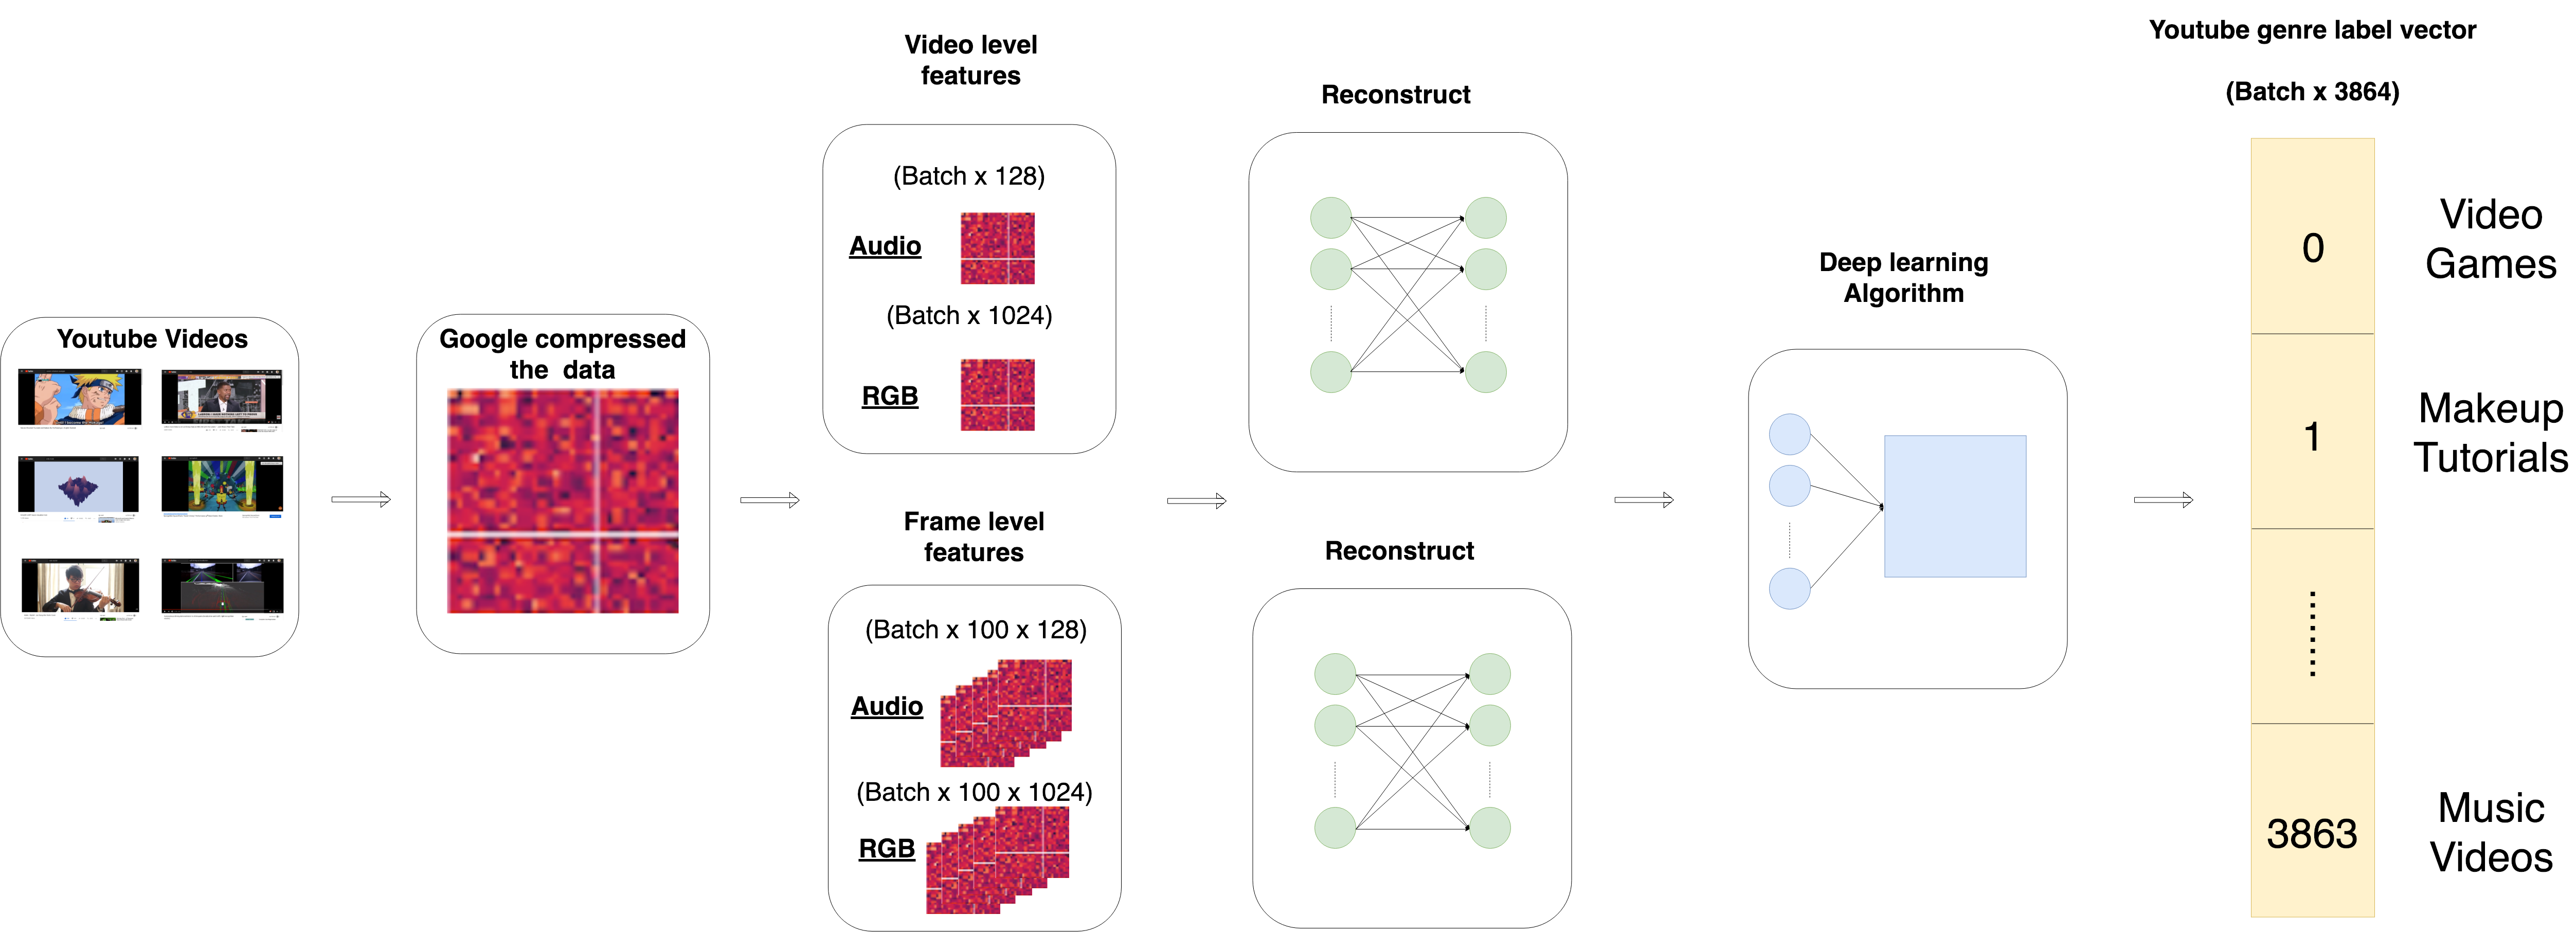 Youtube Videos
Google compressed
the data
Video level
features
(Batch x 128)
Audio
(Batch x 1024)
RGB
Frame level
features
(Batch x 100 x 128)
Audio
(Batch x 100 x 1024)
RGB
Reconstruct
Reconstruct
Deep learning
Algorithm
Youtube genre label vector
(Batch x 3864)
0
Video
Games
1
Makeup
Tutorials
3863
Music
Videos